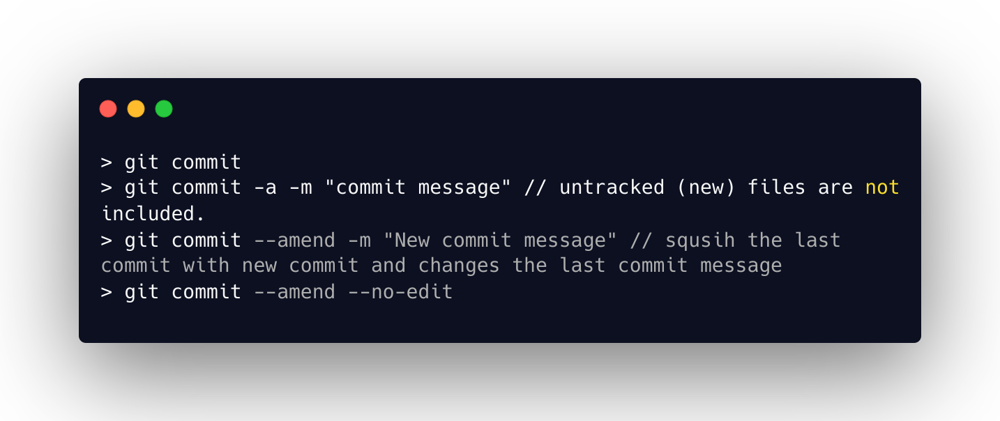 > git commit
> git commit -a -m "commit message" // untracked (new) files are not
included.
> git commit --amend -m "New commit message" // squsih the last
commit with new commit and changes the last commit message
> git commit --amend --no-edit